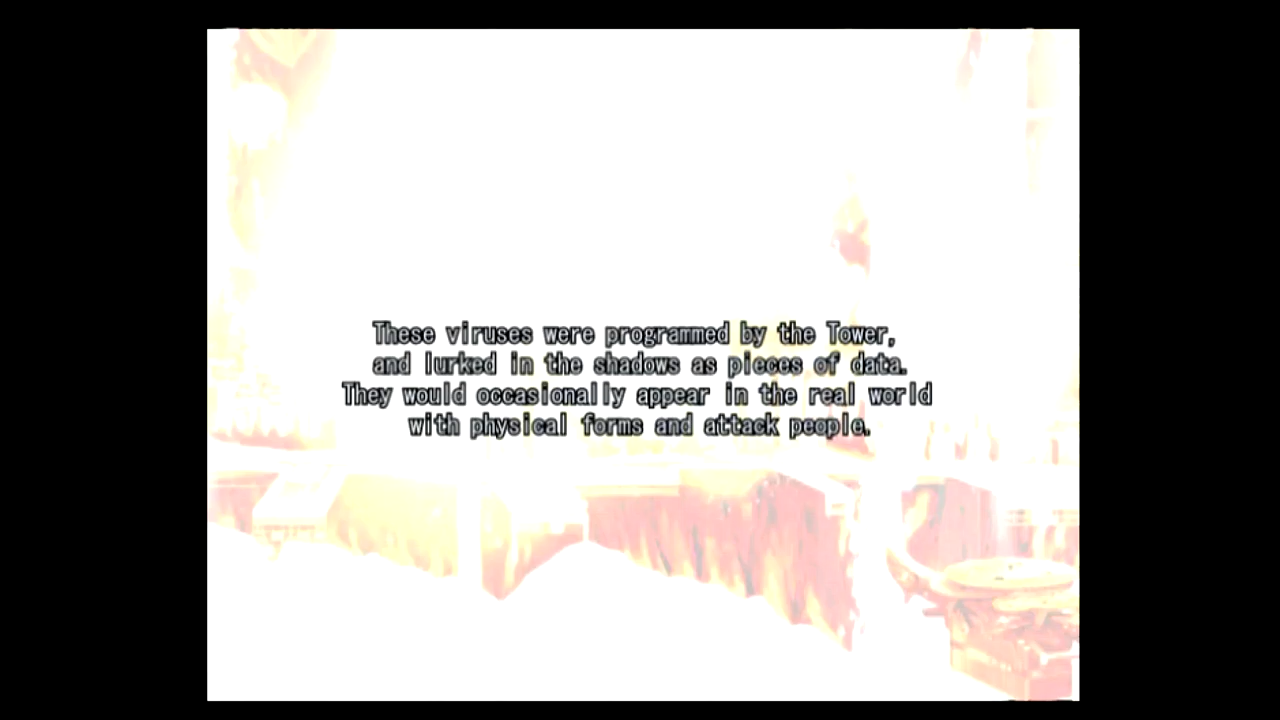 These viruses were programmed by the Tower,
and lurked in the shadows as pieces of data.
They would occasionally appear in the real world
with physical forms and attack people.